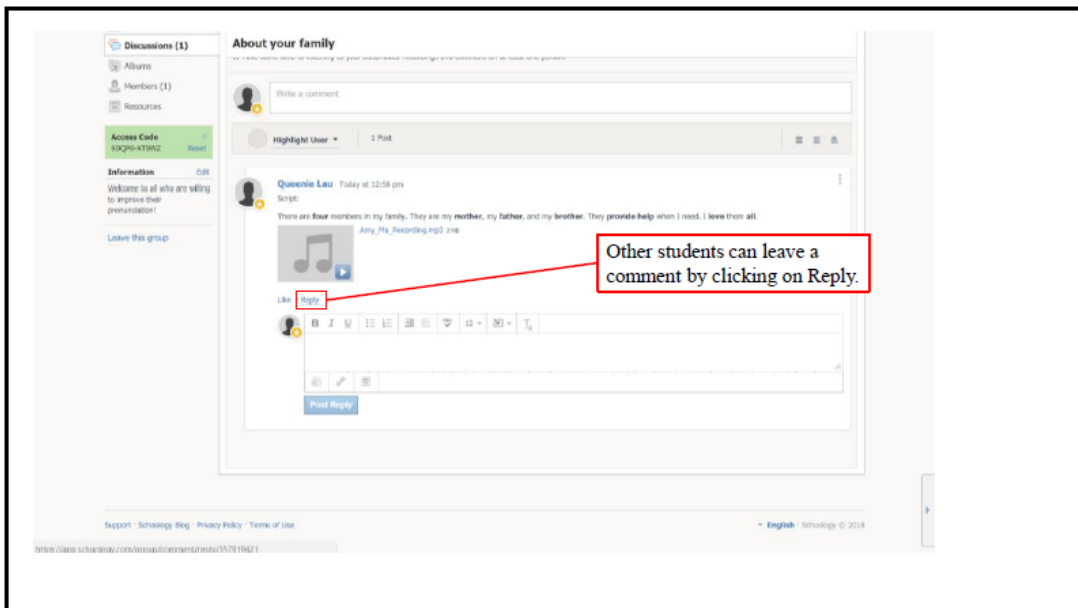 Discussions (1)
Albums
Members (1)
Resources
Access Code
Reset
Information Edit
Welcome to all who are willing
to improve their
pronunciation!
Leave this group
About your family
Write a comment
Highlight User 1 Post
Queenie Lau Today at 12:58 pm
Script:
There are four members in my family. They are my mother, my father, and my brother. They provide help when I need. I love them all.
Amy_Ma_Recording.mp3 2 MB
Other students can leave a
comment by clicking on Reply.
Like Reply
B I U 12
Post Reply
Support · Schoology Blog · Privacy Policy · Terms of Use
English · Schoology © 2018